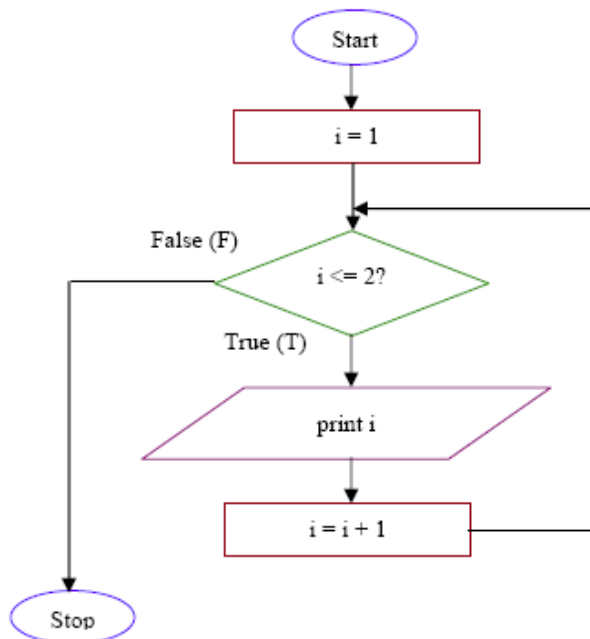 Start
i = 1
False (F)
i <= 2?
True (T)
print i
i = i + 1
Stop